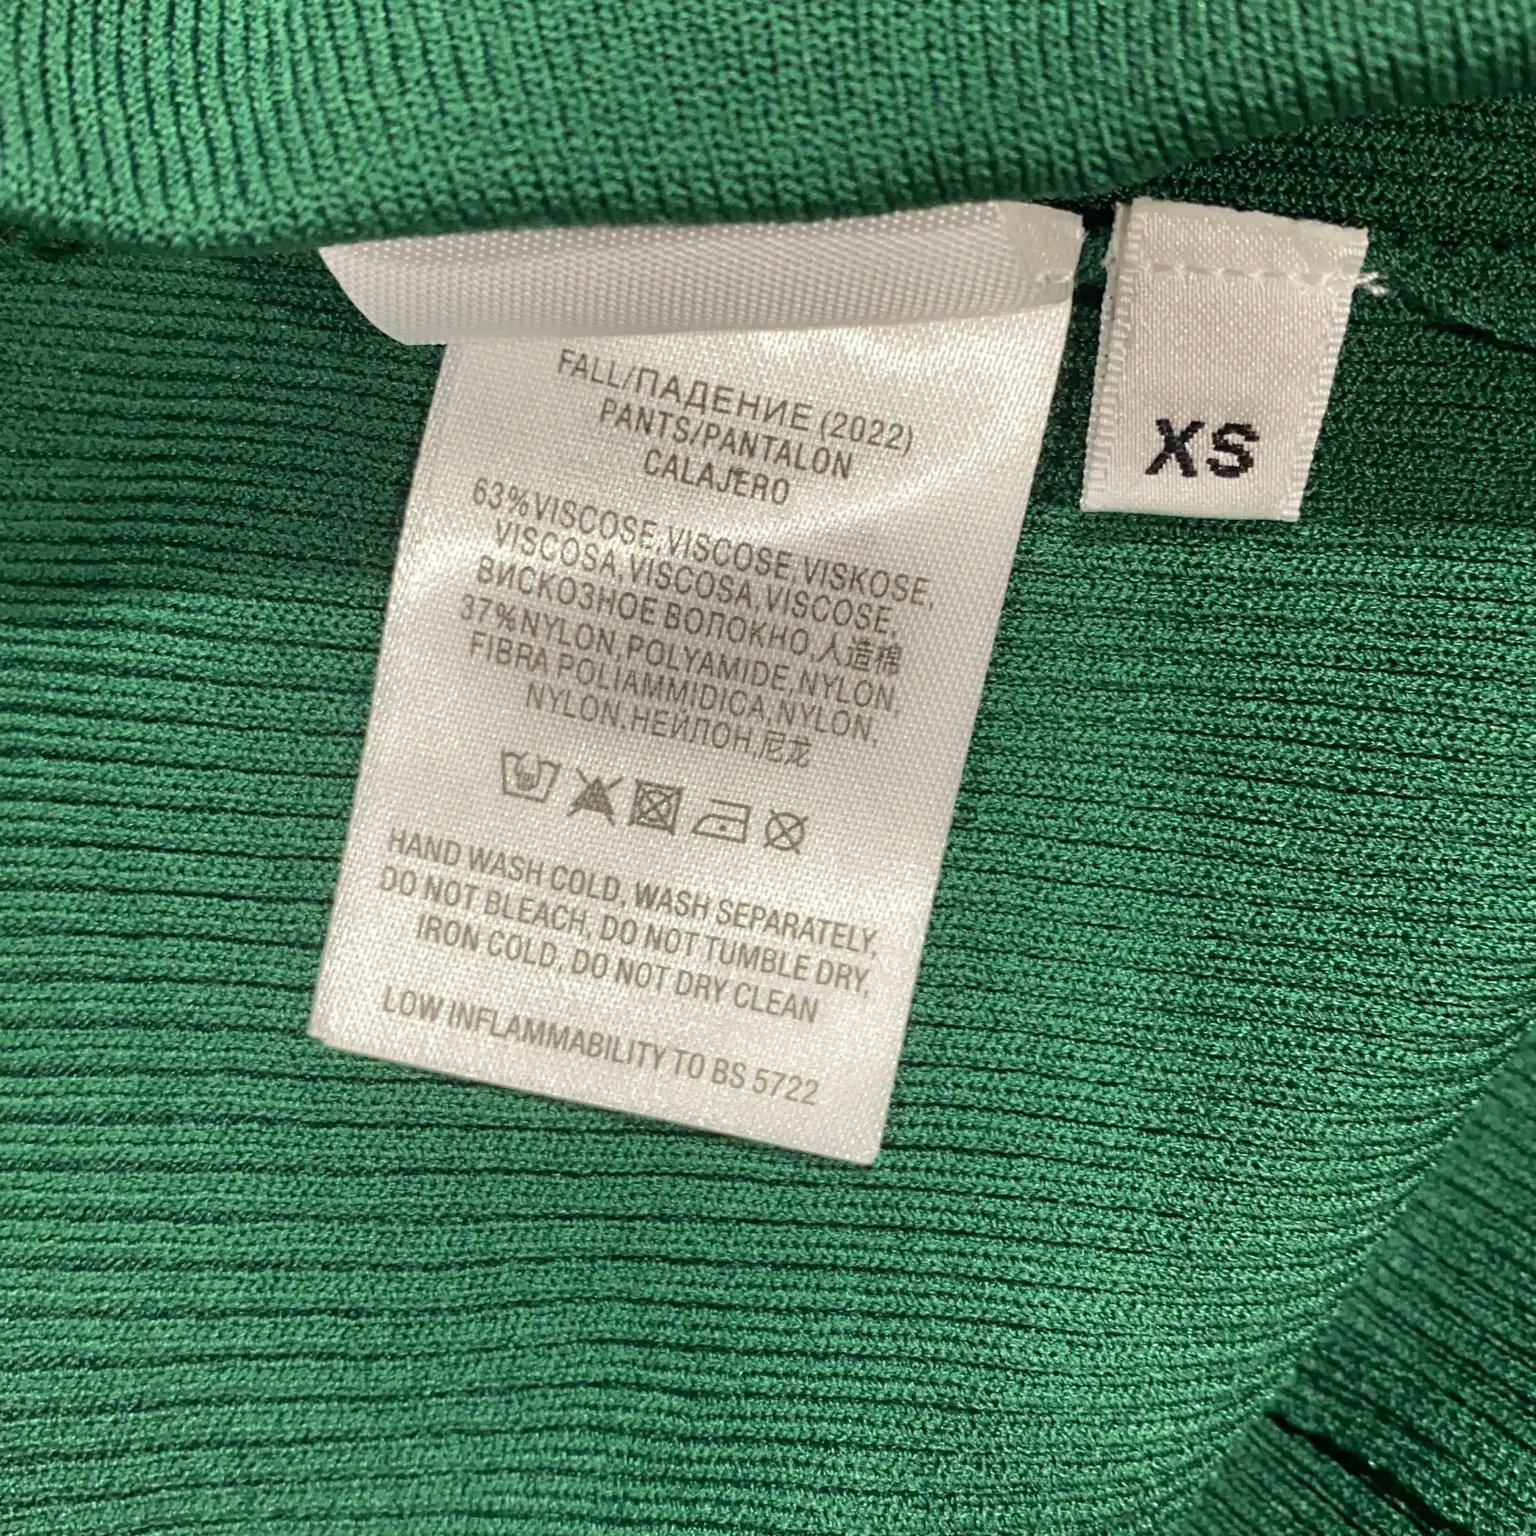 FALL/ПАДЕНИЕ (2022)
PANTS/PANTALON
CALAJERO
63%VISCOSE,VISCOSE,VISKOSE,
VISCOSA,VISCOSA,VISCOSE,
ВИСКОЗНОЕ ВОЛОКНО,人造棉
37%NYLON,POLYAMIDE,NYLON,
FIBRA POLIAMMIDICA,NYLON,
NYLON,НЕЙЛОН,尼龙
HAND WASH COLD, WASH SEPARATELY,
DO NOT BLEACH, DO NOT TUMBLE DRY,
IRON COLD, DO NOT DRY CLEAN
LOW INFLAMMABILITY TO BS 5722
XS